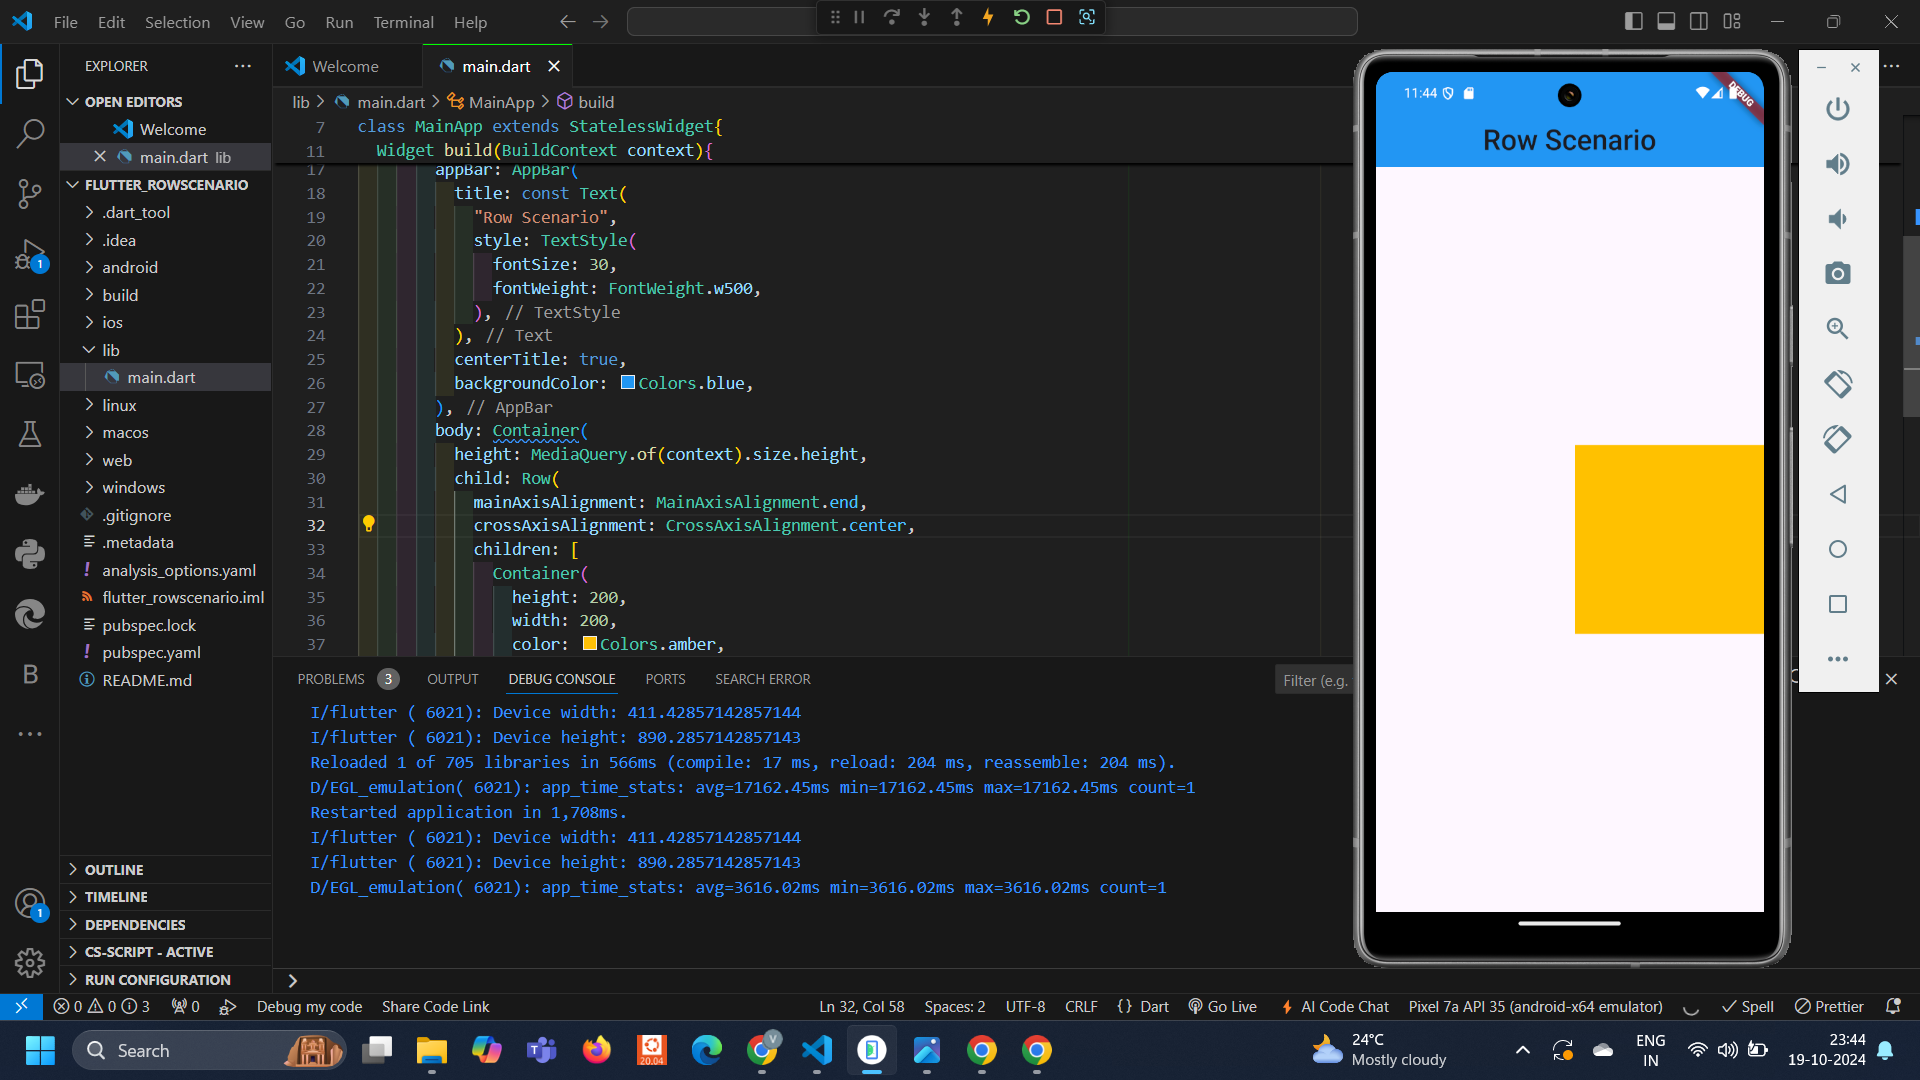 File Edit Selection View Go Run Terminal Help
EXPLORER
OPEN EDITORS
Welcome
main.dart lib
FLUTTER_ROWSCENARIO
.dart_tool
.idea
android
build
ios
lib
main.dart
linux
macos
web
windows
.gitignore
.metadata
analysis_options.yaml
flutter_rowscenario.iml
pubspec.lock
pubspec.yaml
README.md
OUTLINE
TIMELINE
DEPENDENCIES
CS-SCRIPT - ACTIVE
RUN CONFIGURATION
1
B
1
Welcome main.dart
lib > main.dart > MainApp > build
7 class MainApp extends StatelessWidget{
11 Widget build(BuildContext context){
17 appBar: AppBar(
18 title: const Text(
19 "Row Scenario",
20 style: TextStyle(
21 fontSize: 30,
22 fontWeight: FontWeight.w500,
23 ), // TextStyle
24 ), // Text
25 centerTitle: true,
26 backgroundColor: Colors.blue,
27 ), // AppBar
28 body: Container(
29 height: MediaQuery.of(context).size.height,
30 child: Row(
31 mainAxisAlignment: MainAxisAlignment.end,
32 crossAxisAlignment: CrossAxisAlignment.center,
33 children: [
34 Container(
35 height: 200,
36 width: 200,
37 color: Colors.amber,
PROBLEMS 3 OUTPUT DEBUG CONSOLE PORTS SEARCH ERROR Filter (e.g.
I/flutter ( 6021): Device width: 411.42857142857144
I/flutter ( 6021): Device height: 890.2857142857143
Reloaded 1 of 705 libraries in 566ms (compile: 17 ms, reload: 204 ms, reassemble: 204 ms).
D/EGL_emulation( 6021): app_time_stats: avg=17162.45ms min=17162.45ms max=17162.45ms count=1
Restarted application in 1,708ms.
I/flutter ( 6021): Device width: 411.42857142857144
I/flutter ( 6021): Device height: 890.2857142857143
D/EGL_emulation( 6021): app_time_stats: avg=3616.02ms min=3616.02ms max=3616.02ms count=1
11:44
DEBUG
Row Scenario
0 0 3 0 Debug my code Share Code Link Ln 32, Col 58 Spaces: 2 UTF-8 CRLF {} Dart Go Live AI Code Chat Pixel 7a API 35 (android-x64 emulator) Spell Prettier
Search
20.04
V
24°C
Mostly cloudy
ENG
IN
23:44
19-10-2024